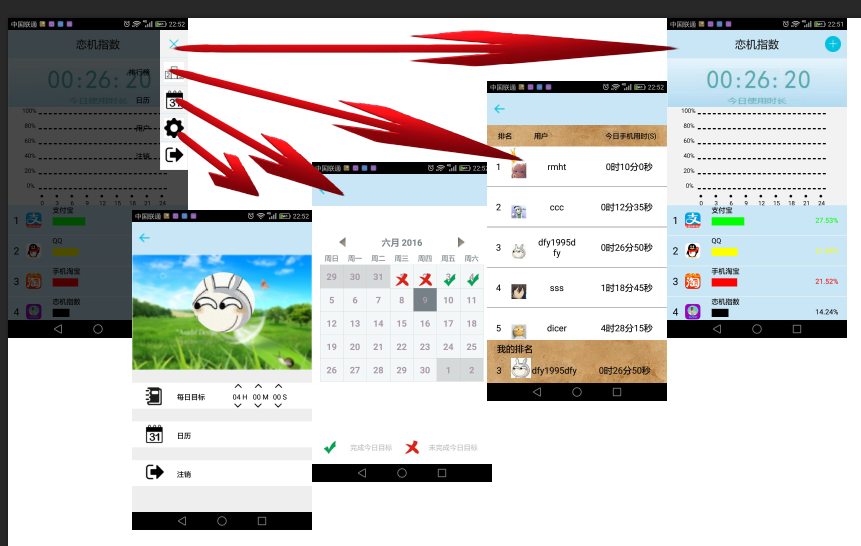 中国联通 22:52
恋机指数
00:26:20
今日使用时长
排行榜
日历
用户
注销
31
100%
80%
60%
40%
20%
0%
0 3 6 9 12 15 18 21 24
1 支付宝
2 QQ
3 手机淘宝
4 恋机指数
中国联通 22:52
每日目标 04 H 00 M 00 S
31 日历
注销
中国联通 22:52
六月 2016
周日 周一 周二 周三 周四 周五 周六
29 30 31
5 6 7 8 9 10 11
12 13 14 15 16 17 18
19 20 21 22 23 24 25
26 27 28 29 30 1 2
完成今日目标 未完成今日目标
中国联通 22:52
排名 用户 今日手机用时(S)
1 rmht 0时10分0秒
2 ccc 0时12分35秒
3 dfy1995dfy 0时26分50秒
4 sss 1时18分45秒
5 dicer 4时28分15秒
我的排名
3 dfy1995dfy 0时26分50秒
中国联通 22:51
恋机指数
00:26:20
今日使用时长
100%
80%
60%
40%
20%
0%
0 3 6 9 12 15 18 21 24
1 支付宝 27.53%
2 QQ
3 手机淘宝 21.52%
4 恋机指数 14.24%